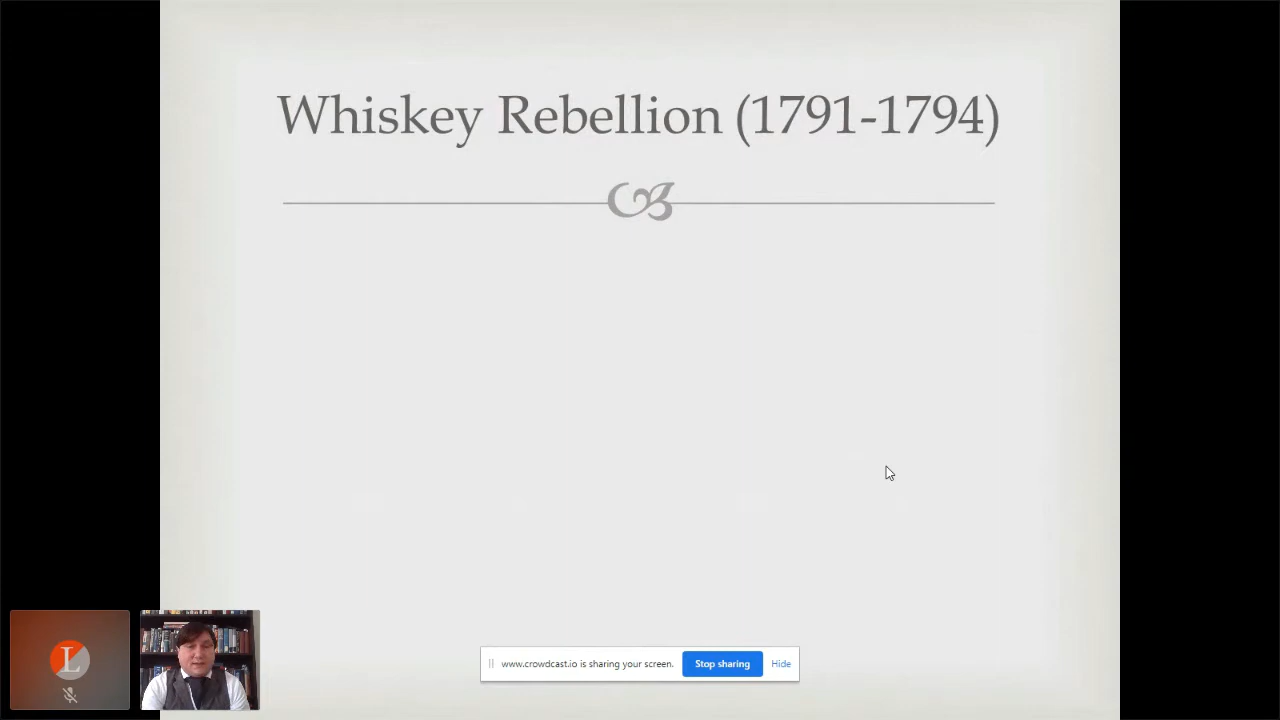 Whiskey Rebellion (1791-1794)
L
www.crowdcast.io is sharing your screen. Stop sharing Hide